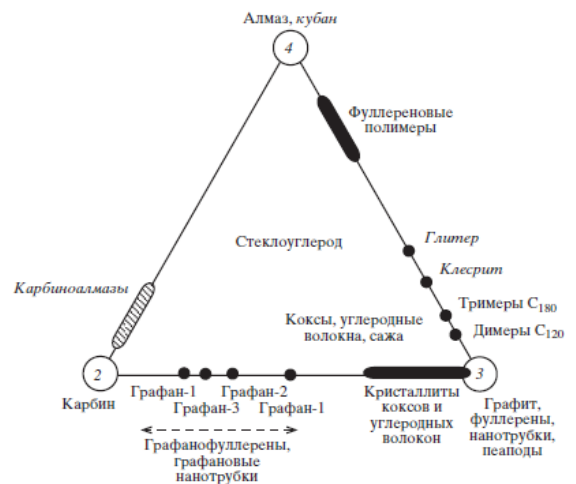 Алмаз, кубан
4
Фуллереновые
полимеры
Глитер
Стеклоуглерод
Клесрит
Карбиноалмазы
Тримеры C₁₈₀
Коксы, углеродные
волокна, сажа
Димеры C₁₂₀
2
3
Карбин
Графан-1
Графан-3
Графан-2
Графан-1
Кристаллиты
коксов и
углеродных
волокон
Графит,
фуллерены,
нанотрубки,
пеаподы
Графанофуллерены,
графановые
нанотрубки